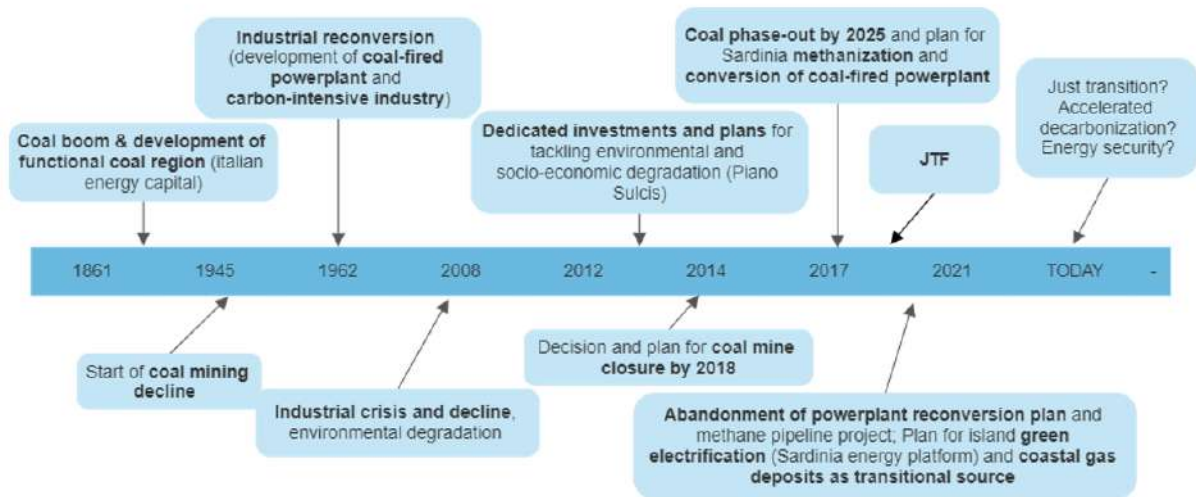 Industrial reconversion
(development of coal-fired
powerplant and
carbon-intensive industry)
Coal phase-out by 2025 and plan for
Sardinia methanization and
conversion of coal-fired powerplant
Just transition?
Accelerated
decarbonization?
Energy security?
Coal boom & development of
functional coal region (italian
energy capital)
Dedicated investments and plans for
tackling environmental and
socio-economic degradation (Piano
Sulcis)
JTF
1861 1945 1962 2008 2012 2014 2017 2021 TODAY -
Start of coal mining
decline
Industrial crisis and decline,
environmental degradation
Decision and plan for coal mine
closure by 2018
Abandonment of powerplant reconversion plan and
methane pipeline project; Plan for island green
electrification (Sardinia energy platform) and coastal gas
deposits as transitional source